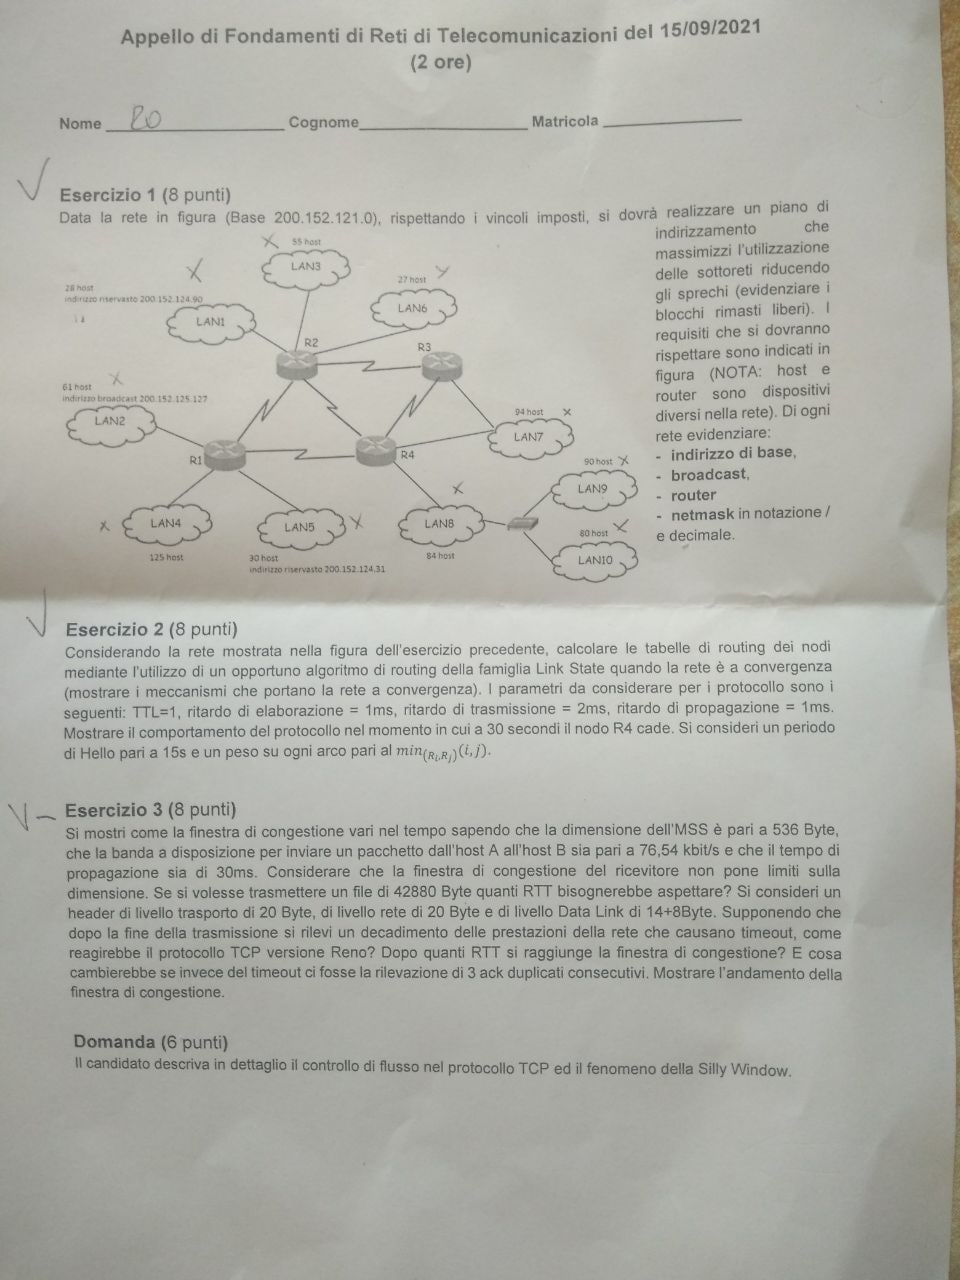 Appello di Fondamenti di Reti di Telecomunicazioni del 15/09/2021
(2 ore)
Nome Cognome Matricola
Esercizio 1 (8 punti)
Data la rete in figura (Base 200.152.121.0), rispettando i vincoli imposti, si dovrà realizzare un piano di
indirizzamento che
massimizzi l'utilizzazione
delle sottoreti riducendo
gli sprechi (evidenziare i
blocchi rimasti liberi). I
requisiti che si dovranno
rispettare sono indicati in
figura (NOTA: host e
router sono dispositivi
diversi nella rete). Di ogni
rete evidenziare:
- indirizzo di base,
- broadcast,
- router
- netmask in notazione /
e decimale.
55 host
LAN3
28 host
indirizzo riservasto 200.152.124.90
LAN1
27 host
LAN6
R2
R3
61 host
indirizzo broadcast 200.152.125.127
LAN2
94 host
LAN7
R1
R4
90 host
LAN9
LAN4
125 host
LAN5
30 host
indirizzo riservasto 200.152.124.31
LAN8
84 host
80 host
LAN10
Esercizio 2 (8 punti)
Considerando la rete mostrata nella figura dell'esercizio precedente, calcolare le tabelle di routing dei nodi
mediante l'utilizzo di un opportuno algoritmo di routing della famiglia Link State quando la rete è a convergenza
(mostrare i meccanismi che portano la rete a convergenza). I parametri da considerare per i protocollo sono i
seguenti: TTL=1, ritardo di elaborazione = 1ms, ritardo di trasmissione = 2ms, ritardo di propagazione = 1ms.
Mostrare il comportamento del protocollo nel momento in cui a 30 secondi il nodo R4 cade. Si consideri un periodo
di Hello pari a 15s e un peso su ogni arco pari al min(Ri,Rj)(i,j).
Esercizio 3 (8 punti)
Si mostri come la finestra di congestione vari nel tempo sapendo che la dimensione dell'MSS è pari a 536 Byte,
che la banda a disposizione per inviare un pacchetto dall'host A all'host B sia pari a 76,54 kbit/s e che il tempo di
propagazione sia di 30ms. Considerare che la finestra di congestione del ricevitore non pone limiti sulla
dimensione. Se si volesse trasmettere un file di 42880 Byte quanti RTT bisognerebbe aspettare? Si consideri un
header di livello trasporto di 20 Byte, di livello rete di 20 Byte e di livello Data Link di 14+8Byte. Supponendo che
dopo la fine della trasmissione si rilevi un decadimento delle prestazioni della rete che causano timeout, come
reagirebbe il protocollo TCP versione Reno? Dopo quanti RTT si raggiunge la finestra di congestione? E cosa
cambierebbe se invece del timeout ci fosse la rilevazione di 3 ack duplicati consecutivi. Mostrare l'andamento della
finestra di congestione.
Domanda (6 punti)
Il candidato descriva in dettaglio il controllo di flusso nel protocollo TCP ed il fenomeno della Silly Window.